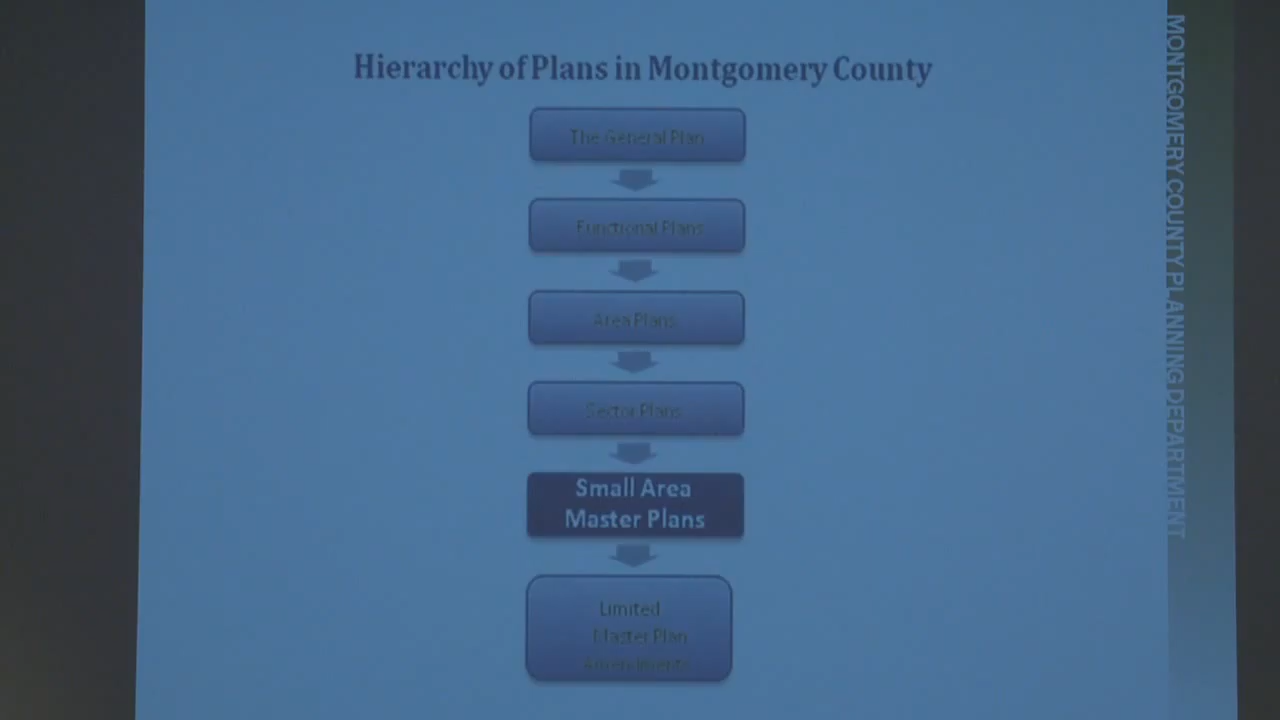 Hierarchy of Plans in Montgomery County
The General Plan
Functional Plans
Area Plans
Sector Plans
Small Area
Master Plans
Limited
Master Plan
Amendments
MONTGOMERY COUNTY PLANNING DEPARTMENT